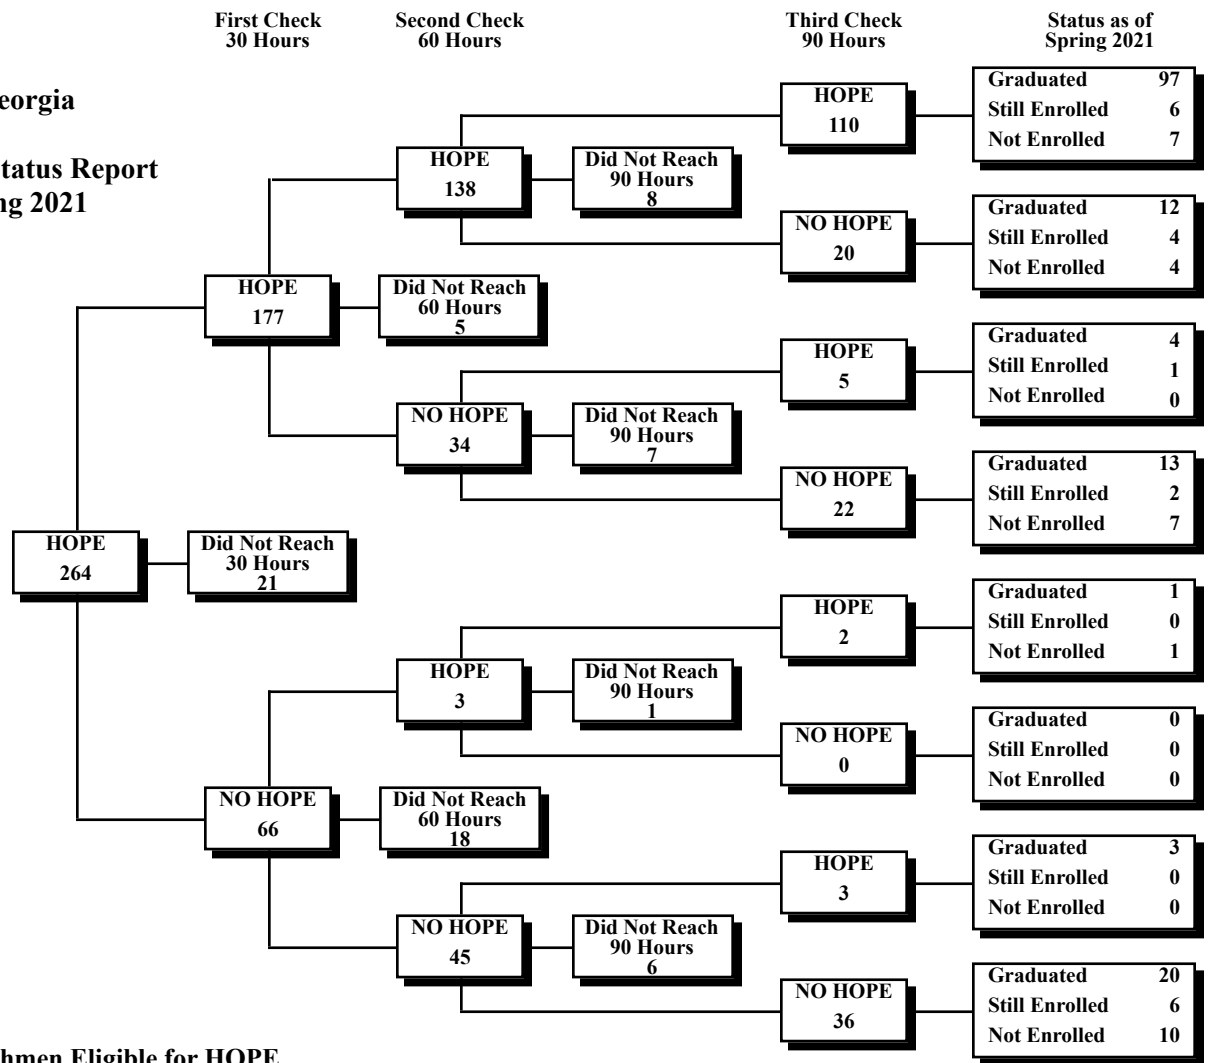 First Check
30 Hours
Second Check
60 Hours
Third Check
90 Hours
Status as of
Spring 2021
eorgia
tatus Report
ng 2021
HOPE
264
Did Not Reach
30 Hours
21
HOPE
177
Did Not Reach
60 Hours
5
NO HOPE
66
Did Not Reach
60 Hours
18
HOPE
138
Did Not Reach
90 Hours
8
NO HOPE
34
Did Not Reach
90 Hours
7
HOPE
3
Did Not Reach
90 Hours
1
NO HOPE
45
Did Not Reach
90 Hours
6
HOPE
110
Graduated 97
Still Enrolled 6
Not Enrolled 7
NO HOPE
20
Graduated 12
Still Enrolled 4
Not Enrolled 4
HOPE
5
Graduated 4
Still Enrolled 1
Not Enrolled 0
NO HOPE
22
Graduated 13
Still Enrolled 2
Not Enrolled 7
HOPE
2
Graduated 1
Still Enrolled 0
Not Enrolled 1
NO HOPE
0
Graduated 0
Still Enrolled 0
Not Enrolled 0
HOPE
3
Graduated 3
Still Enrolled 0
Not Enrolled 0
NO HOPE
36
Graduated 20
Still Enrolled 6
Not Enrolled 10
hmen Eligible for HOPE